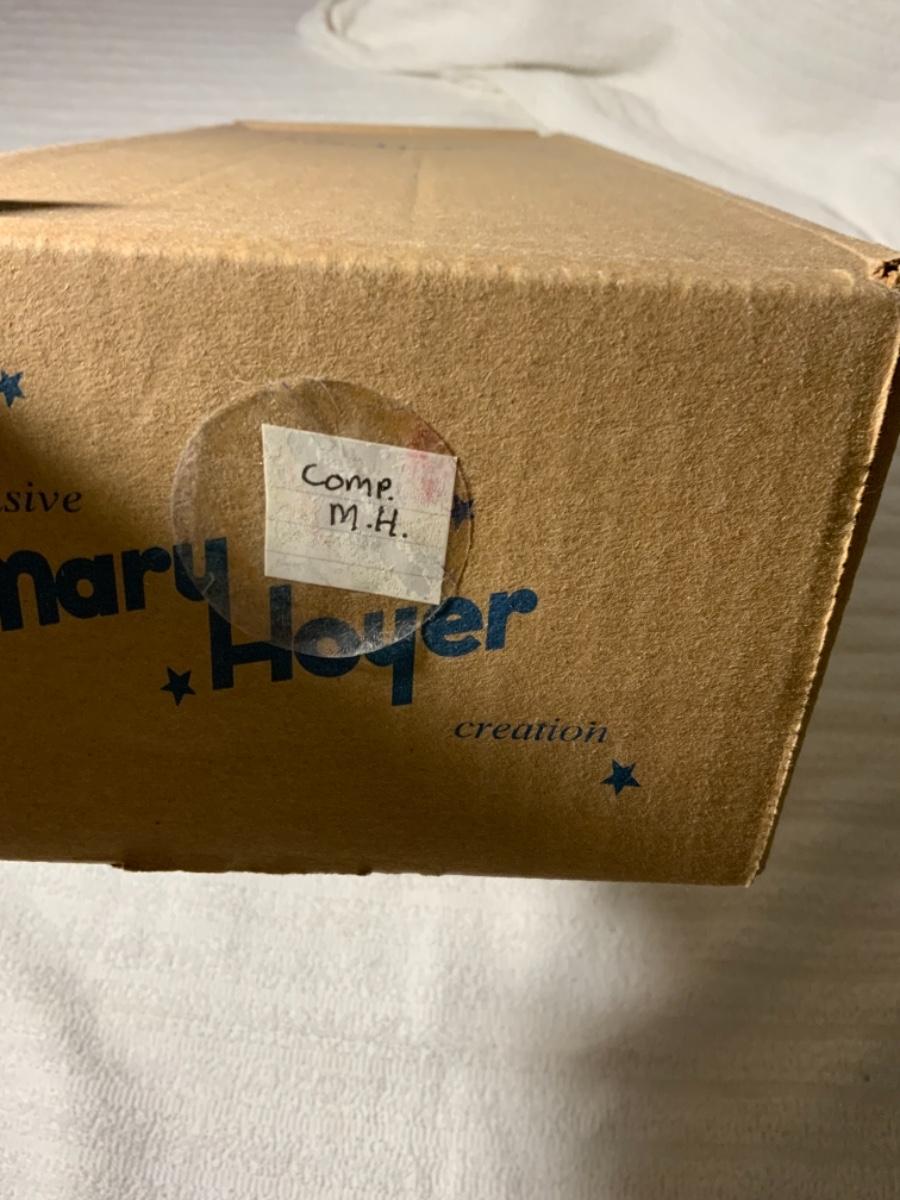 sive
Comp.
M.H.
mary
Hoyer
creation